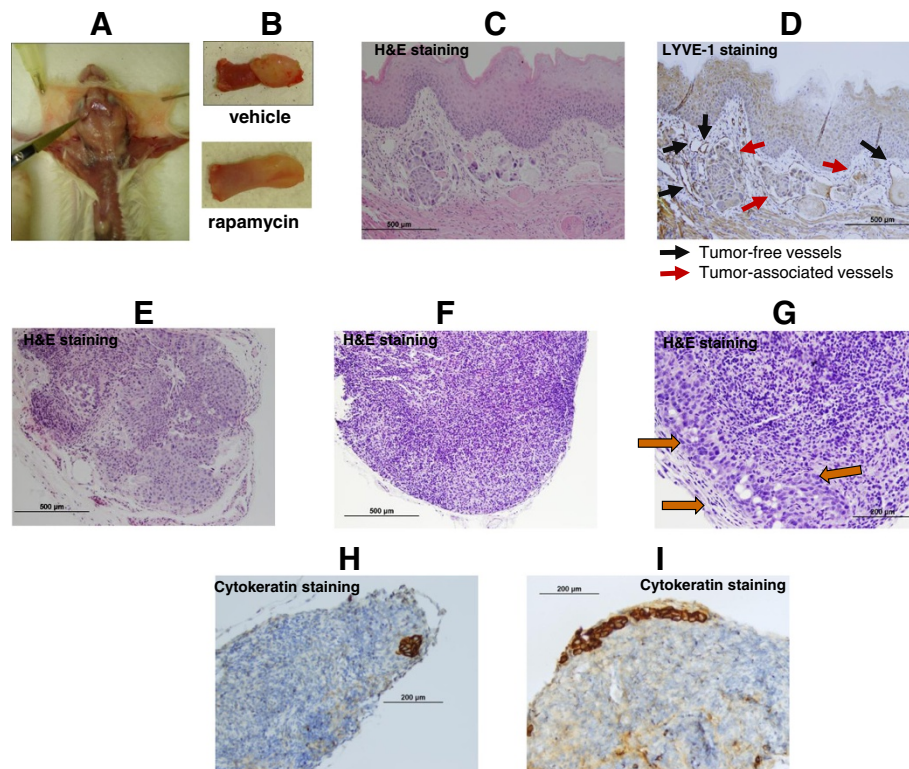 A
B
C
D
vehicle
rapamycin
H&E staining
500 µm
LYVE-1 staining
500 µm
Tumor-free vessels
Tumor-associated vessels
E
F
G
H&E staining
500 µm
H&E staining
500 µm
H&E staining
200 µm
H
I
Cytokeratin staining
200 µm
Cytokeratin staining
200 µm